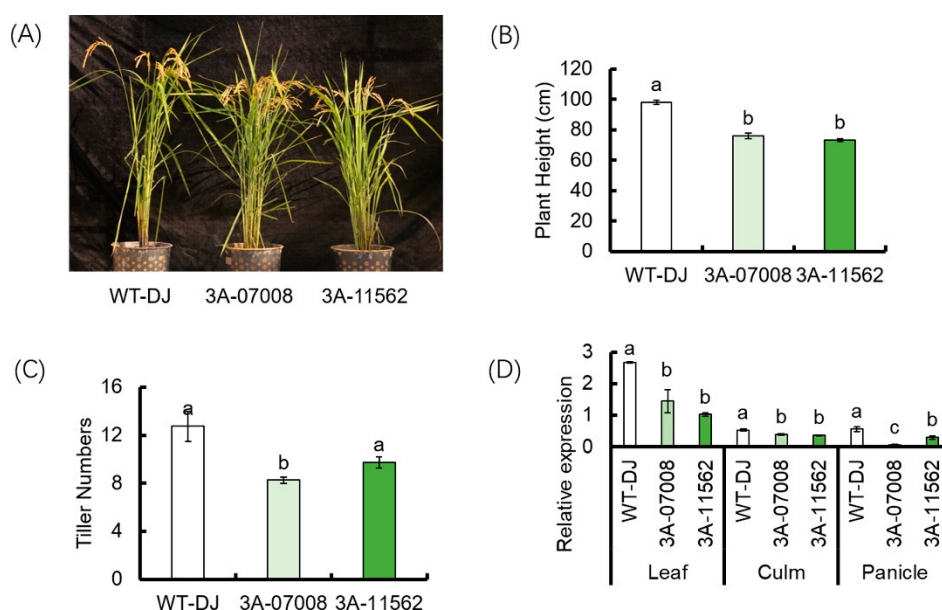 (A)
WT-DJ 3A-07008 3A-11562
(B)
Plant Height (cm)
120
100
80
60
40
20
0
a
b
b
WT-DJ 3A-07008 3A-11562
(C)
Tiller Numbers
16
12
8
4
0
a
b
a
WT-DJ 3A-07008 3A-11562
(D)
Relative expression
3
2
1
0
a
b
b
a
b
b
a
c
b
WT-DJ
3A-07008
3A-11562
WT-DJ
3A-07008
3A-11562
WT-DJ
3A-07008
3A-11562
Leaf Culm Panicle